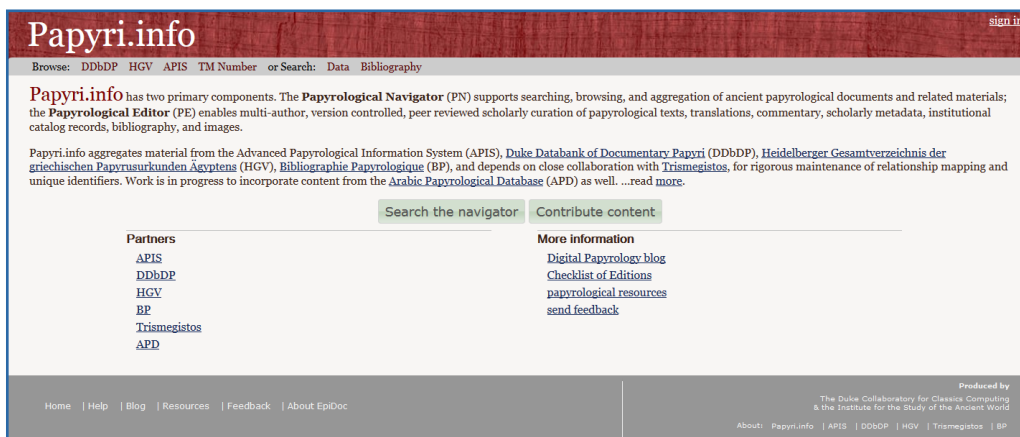 Papyri.info
sign in
Browse: DDbDP HGV APIS TM Number or Search: Data Bibliography
Papyri.info has two primary components. The Papyrological Navigator (PN) supports searching, browsing, and aggregation of ancient papyrological documents and related materials;
the Papyrological Editor (PE) enables multi-author, version controlled, peer reviewed scholarly curation of papyrological texts, translations, commentary, scholarly metadata, institutional
catalog records, bibliography, and images.
Papyri.info aggregates material from the Advanced Papyrological Information System (APIS), Duke Databank of Documentary Papyri (DDbDP), Heidelberger Gesamtverzeichnis der
griechischen Papyrusurkunden Ägyptens (HGV), Bibliographie Papyrologique (BP), and depends on close collaboration with Trismegistos, for rigorous maintenance of relationship mapping and
unique identifiers. Work is in progress to incorporate content from the Arabic Papyrological Database (APD) as well. ...read more.
Search the navigator Contribute content
Partners
APIS
DDbDP
HGV
BP
Trismegistos
APD
More information
Digital Papyrology blog
Checklist of Editions
papyrological resources
send feedback
Home | Help | Blog | Resources | Feedback | About EpiDoc
Produced by
The Duke Collaboratory for Classics Computing
& the Institute for the Study of the Ancient World
About: Papyri.info | APIS | DDbDP | HGV | Trismegistos | BP